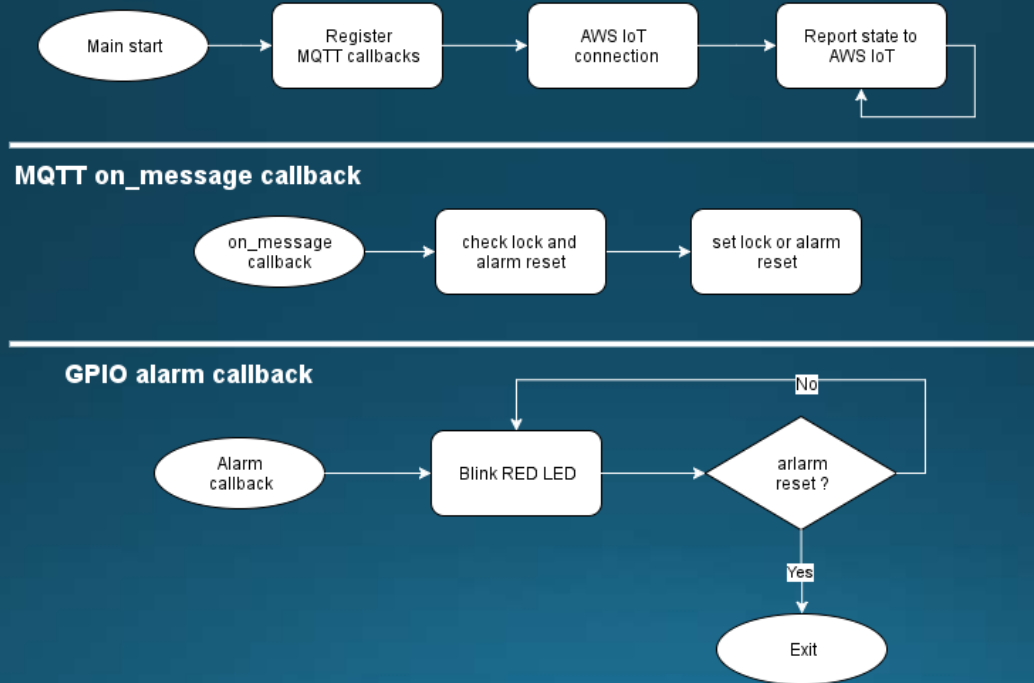 Main start
Register
MQTT callbacks
AWS IoT
connection
Report state to
AWS IoT
MQTT on_message callback
on_message
callback
check lock and
alarm reset
set lock or alarm
reset
GPIO alarm callback
No
Alarm
callback
Blink RED LED
arlarm
reset ?
Yes
Exit